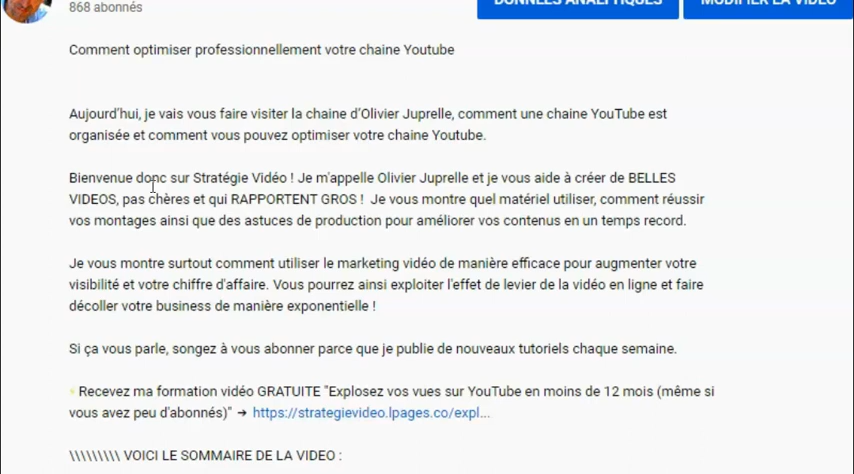 868 abonnés
DONNÉES ANALYTIQUES
MODIFIER LA VIDÉO
Comment optimiser professionnellement votre chaine Youtube
Aujourd'hui, je vais vous faire visiter la chaine d'Olivier Juprelle, comment une chaine YouTube est
organisée et comment vous pouvez optimiser votre chaine Youtube.
Bienvenue donc sur Stratégie Vidéo ! Je m'appelle Olivier Juprelle et je vous aide à créer de BELLES
VIDEOS, pas chères et qui RAPPORTENT GROS !  Je vous montre quel matériel utiliser, comment réussir
vos montages ainsi que des astuces de production pour améliorer vos contenus en un temps record.
Je vous montre surtout comment utiliser le marketing vidéo de manière efficace pour augmenter votre
visibilité et votre chiffre d'affaire. Vous pourrez ainsi exploiter l'effet de levier de la vidéo en ligne et faire
décoller votre business de manière exponentielle !
Si ça vous parle, songez à vous abonner parce que je publie de nouveaux tutoriels chaque semaine.
Recevez ma formation vidéo GRATUITE "Explosez vos vues sur YouTube en moins de 12 mois (même si
vous avez peu d'abonnés)" ➔ https://strategievideo.lpages.co/expl...
\\\\\\\\\ VOICI LE SOMMAIRE DE LA VIDEO :